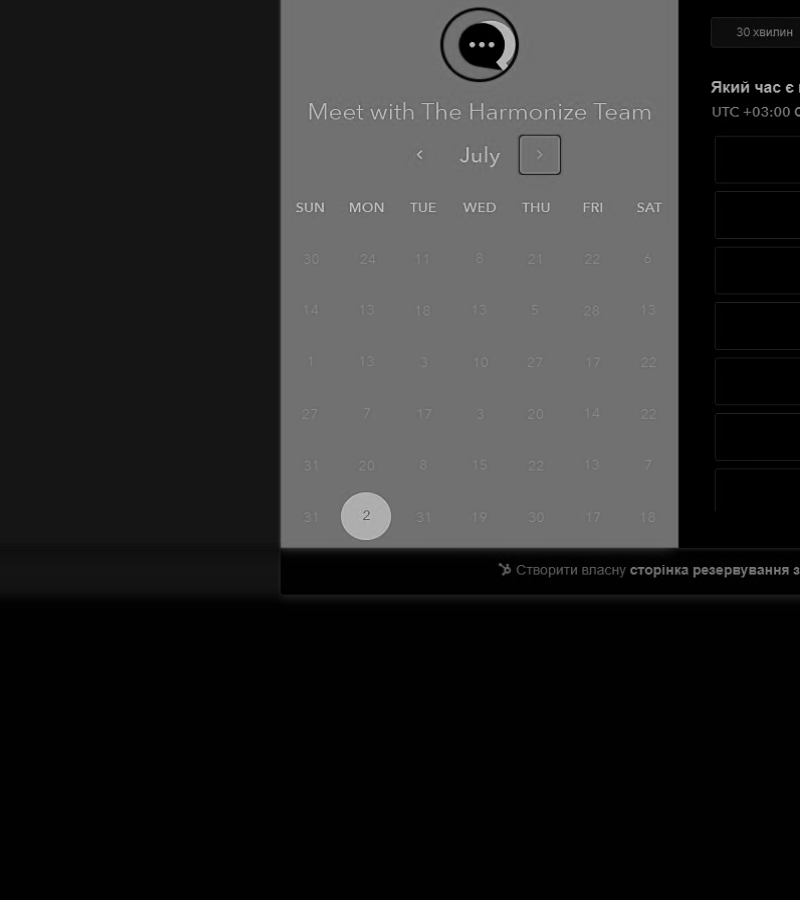 Meet with The Harmonize Team
July
SUN MON TUE WED THU FRI SAT
30 24 11 8 21 22 6
14 13 18 13 5 28 13
1 13 3 10 27 17 22
27 7 17 3 20 14 22
31 20 8 15 22 13 7
31 2 31 19 30 17 18
30 хвилин
Який час є
UTC +03:00
Створити власну сторінка резервування з